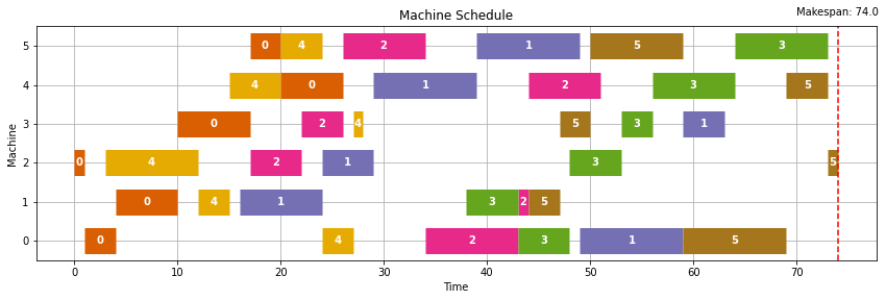 Makespan: 74.0
Machine Schedule
5 0 4 2 1 5 3
4 4 0 1 2 3 5
3 0 2 4 5 3 1
2 0 4 2 1 3 5
1 0 4 1 3 2 5
0 0 4 2 3 1 5
0 10 20 30 40 50 60 70
Machine
Time